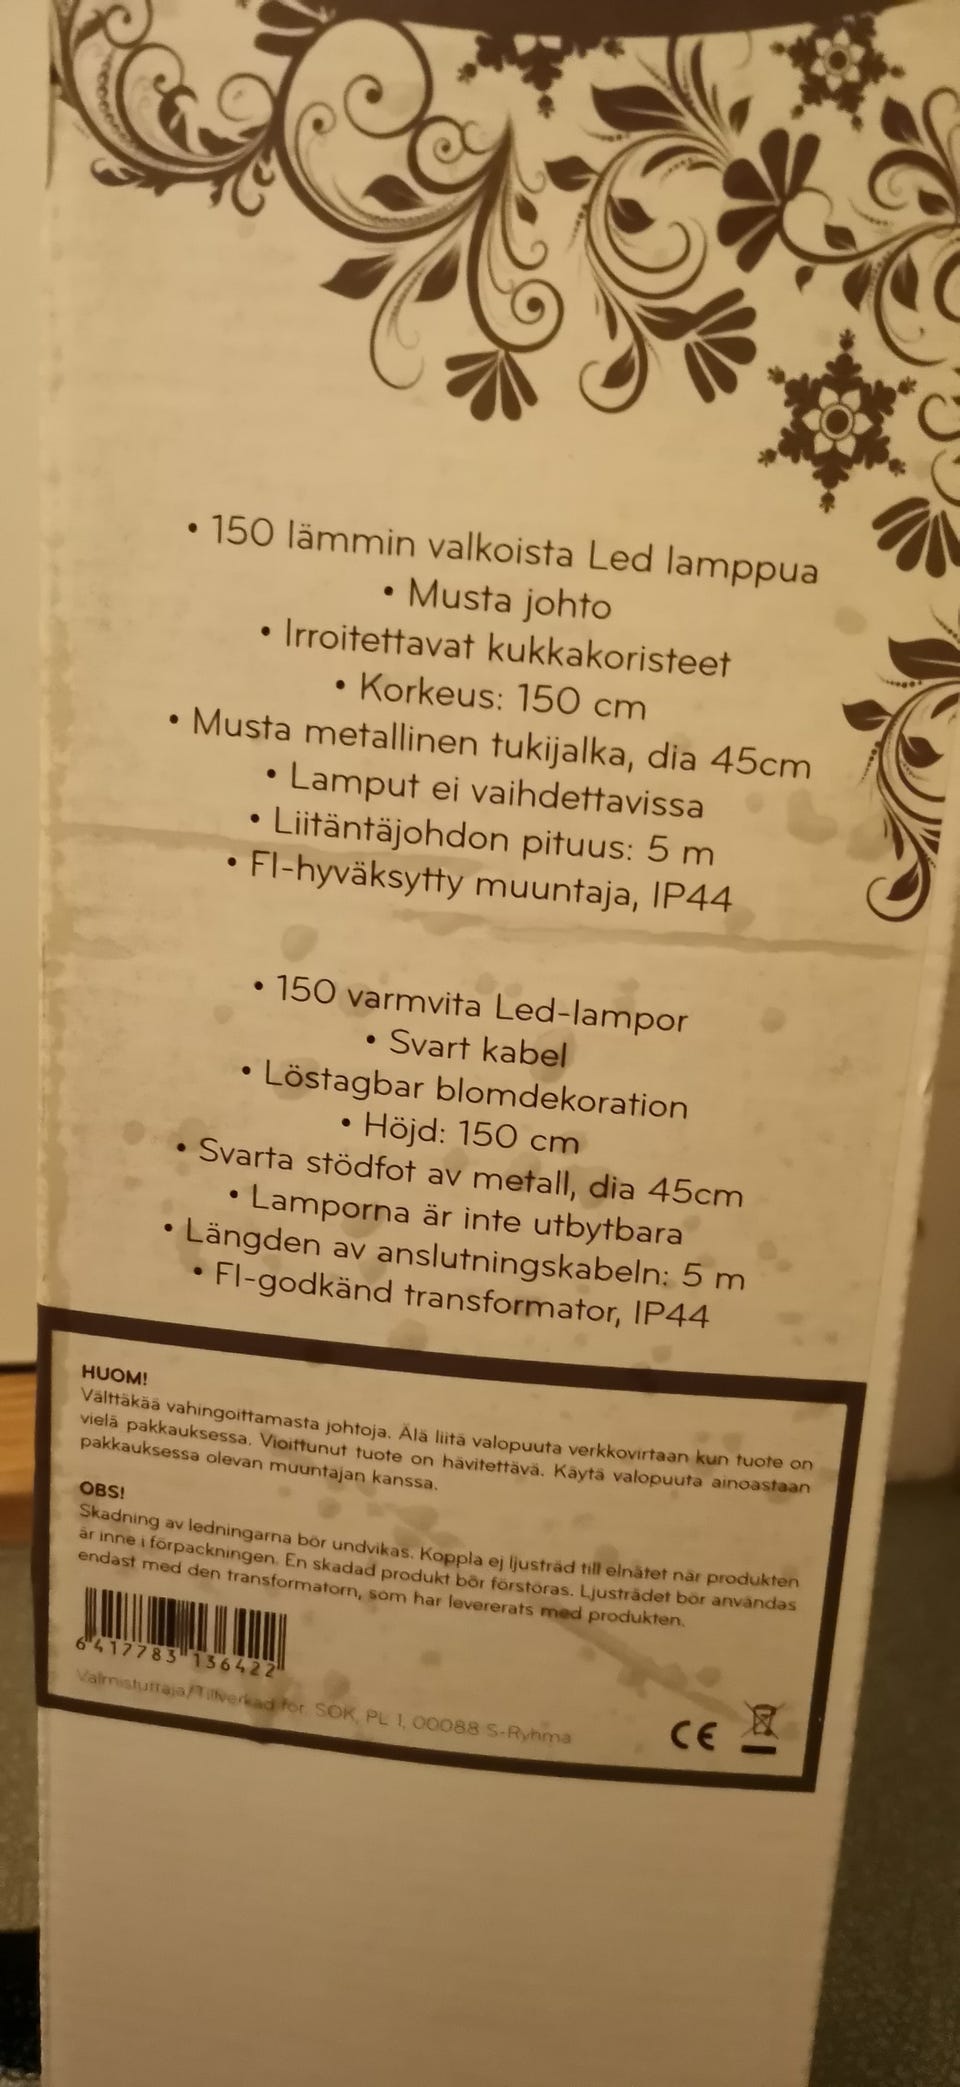 • 150 lämmin valkoista Led lamppua
• Musta johto
• Irroitettavat kukkakoristeet
• Korkeus: 150 cm
• Musta metallinen tukijalka, dia 45cm
• Lamput ei vaihdettavissa
• Liitäntäjohdon pituus: 5 m
• FI-hyväksytty muuntaja, IP44
• 150 varmvita Led-lampor
• Svart kabel
• Löstagbar blomdekoration
• Höjd: 150 cm
• Svarta stödfot av metall, dia 45cm
• Lamporna är inte utbytbara
• Längden av anslutningskabeln: 5 m
• FI-godkänd transformator, IP44
HUOM!
Välttäkää vahingoittamasta johtoja. Älä liitä valopuuta verkkovirtaan kun tuote on
vielä pakkauksessa. Vioittunut tuote on hävitettävä. Käytä valopuuta ainoastaan
pakkauksessa olevan muuntajan kanssa.
OBS!
Skadning av ledningarna bör undvikas. Koppla ej ljusträd till elnätet när produkten
är inne i förpackningen. En skadad produkt bör förstöras. Ljusträdet bör användas
endast med den transformatorn, som har levererats med produkten.
6 417783 136422
Valmistuttaja/Tillverkad för: SOK, PL 1, 00088 S-Ryhmä
CE